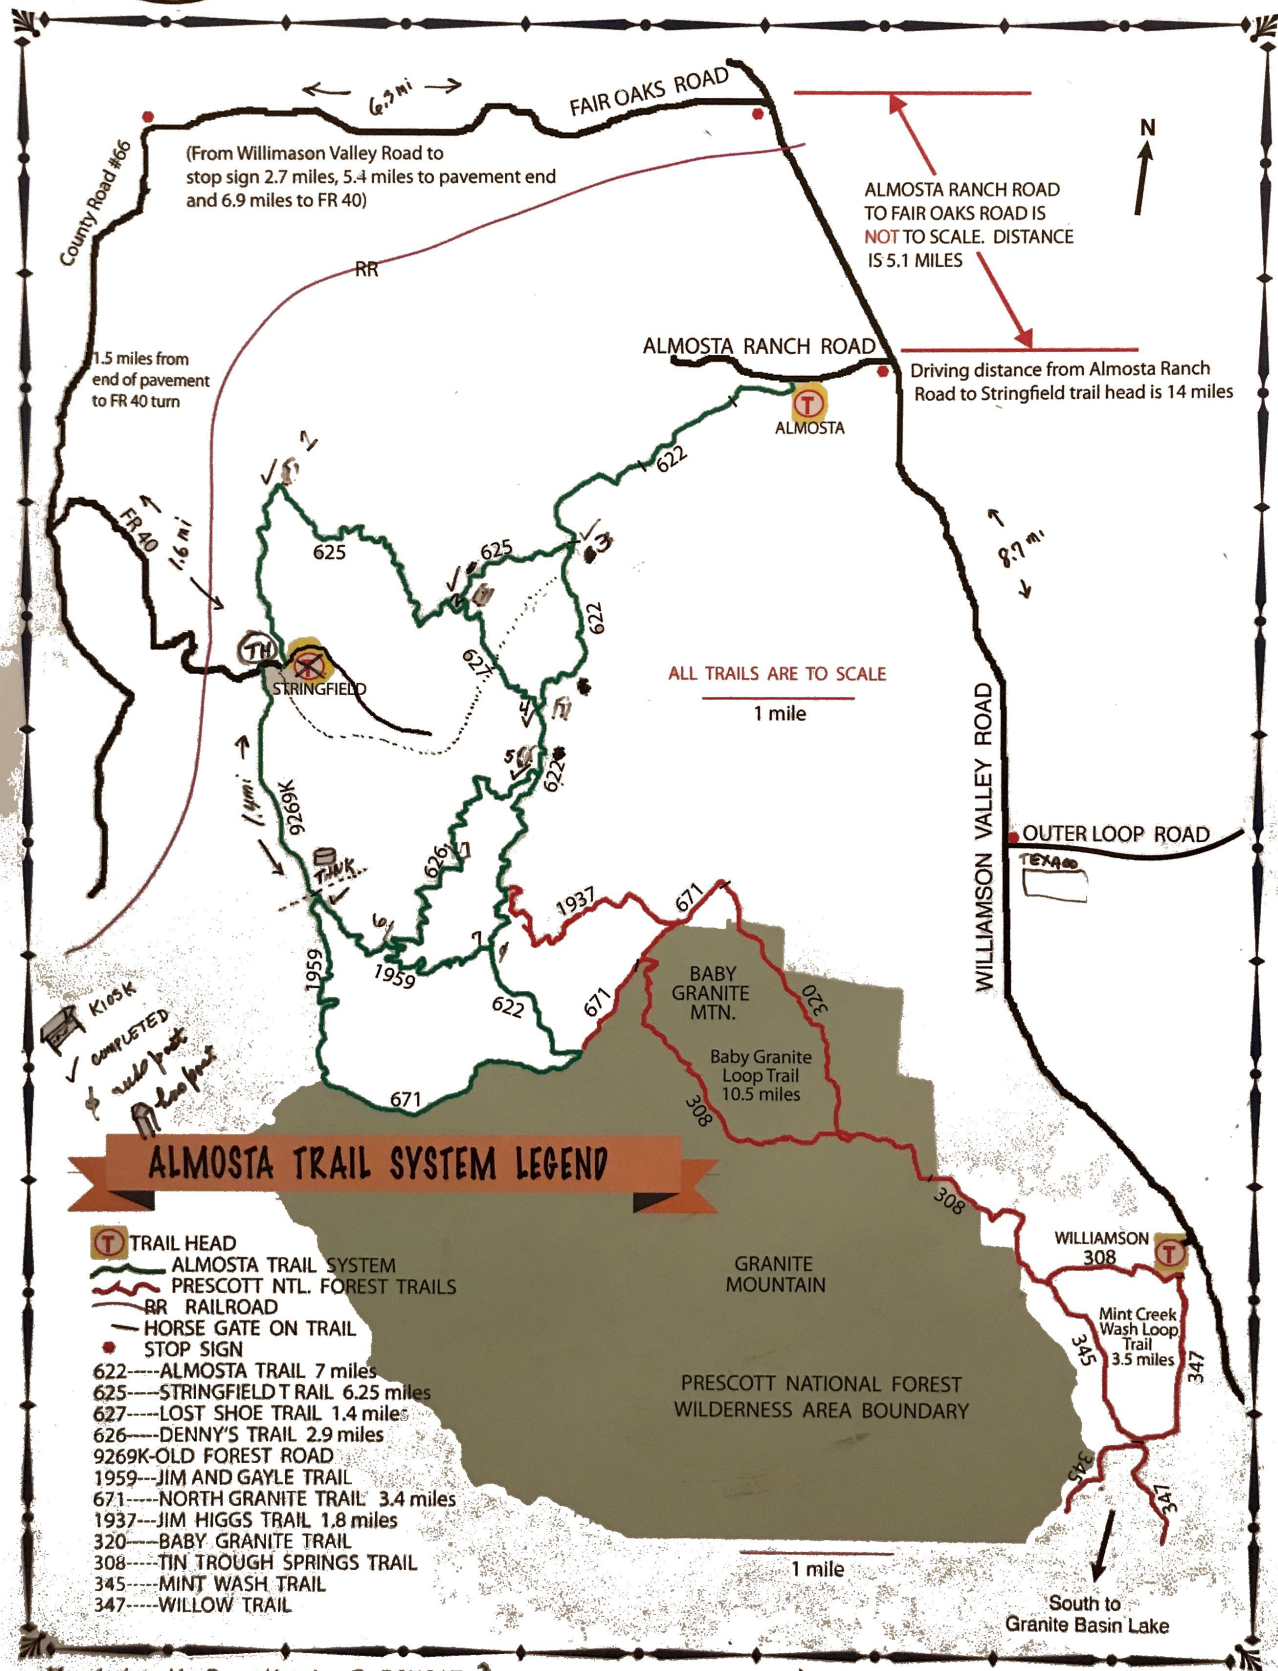 6.3 mi
FAIR OAKS ROAD
County Road #66
(From Willimason Valley Road to
stop sign 2.7 miles, 5.4 miles to pavement end
and 6.9 miles to FR 40)
N
ALMOSTA RANCH ROAD
TO FAIR OAKS ROAD IS
NOT TO SCALE. DISTANCE
IS 5.1 MILES
RR
ALMOSTA RANCH ROAD
Driving distance from Almosta Ranch
Road to Stringfield trail head is 14 miles
1.5 miles from
end of pavement
to FR 40 turn
T
ALMOSTA
622
2
FR 40
1.6 mi
625
625
3
8.7 mi
2
622
627
TH
T
STRINGFIELD
ALL TRAILS ARE TO SCALE
1 mile
4
5
622
1.4 mi
9269K
WILLIAMSON VALLEY ROAD
OUTER LOOP ROAD
TEXACO
TANK
626
1937
671
6
7
1959
1959
622
671
BABY
GRANITE
MTN.
320
Baby Granite
Loop Trail
10.5 miles
308
KIOSK
COMPLETED
671
ALMOSTA TRAIL SYSTEM LEGEND
308
WILLIAMSON
308
T
GRANITE
MOUNTAIN
Mint Creek
Wash Loop
Trail
3.5 miles
345
347
PRESCOTT NATIONAL FOREST
WILDERNESS AREA BOUNDARY
345
347
T TRAIL HEAD
ALMOSTA TRAIL SYSTEM
PRESCOTT NTL. FOREST TRAILS
RR RAILROAD
HORSE GATE ON TRAIL
STOP SIGN
622-----ALMOSTA TRAIL 7 miles
625-----STRINGFIELD T RAIL 6.25 miles
627-----LOST SHOE TRAIL 1.4 miles
626-----DENNY'S TRAIL 2.9 miles
9269K-OLD FOREST ROAD
1959---JIM AND GAYLE TRAIL
671-----NORTH GRANITE TRAIL 3.4 miles
1937---JIM HIGGS TRAIL 1.8 miles
320-----BABY GRANITE TRAIL
308-----TIN TROUGH SPRINGS TRAIL
345-----MINT WASH TRAIL
347-----WILLOW TRAIL
1 mile
South to
Granite Basin Lake